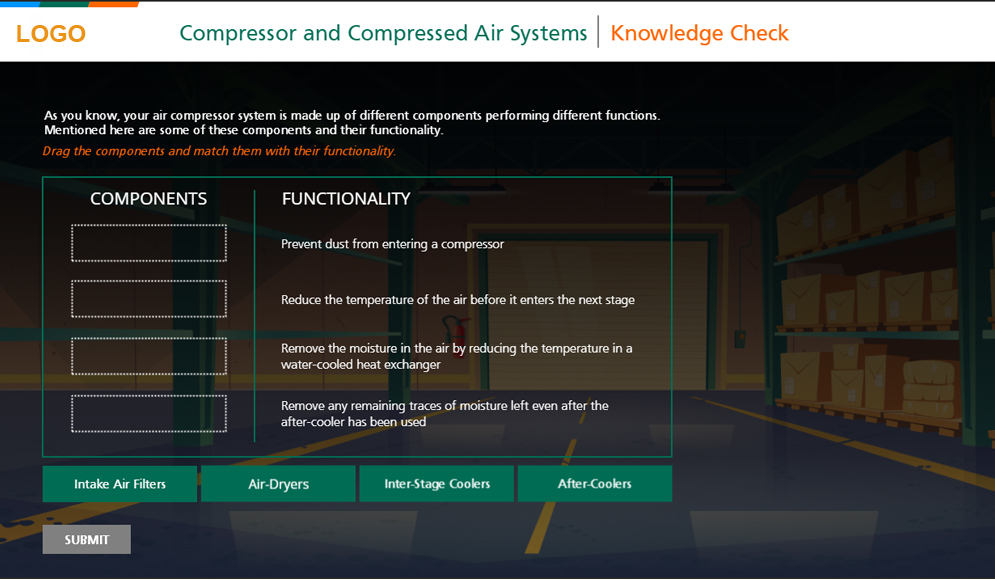 LOGO
Compressor and Compressed Air Systems | Knowledge Check
As you know, your air compressor system is made up of different components performing different functions.
Mentioned here are some of these components and their functionality.
Drag the components and match them with their functionality.
COMPONENTS
FUNCTIONALITY
Prevent dust from entering a compressor
Reduce the temperature of the air before it enters the next stage
Remove the moisture in the air by reducing the temperature in a
water-cooled heat exchanger
Remove any remaining traces of moisture left even after the
after-cooler has been used
Intake Air Filters
Air-Dryers
Inter-Stage Coolers
After-Coolers
SUBMIT